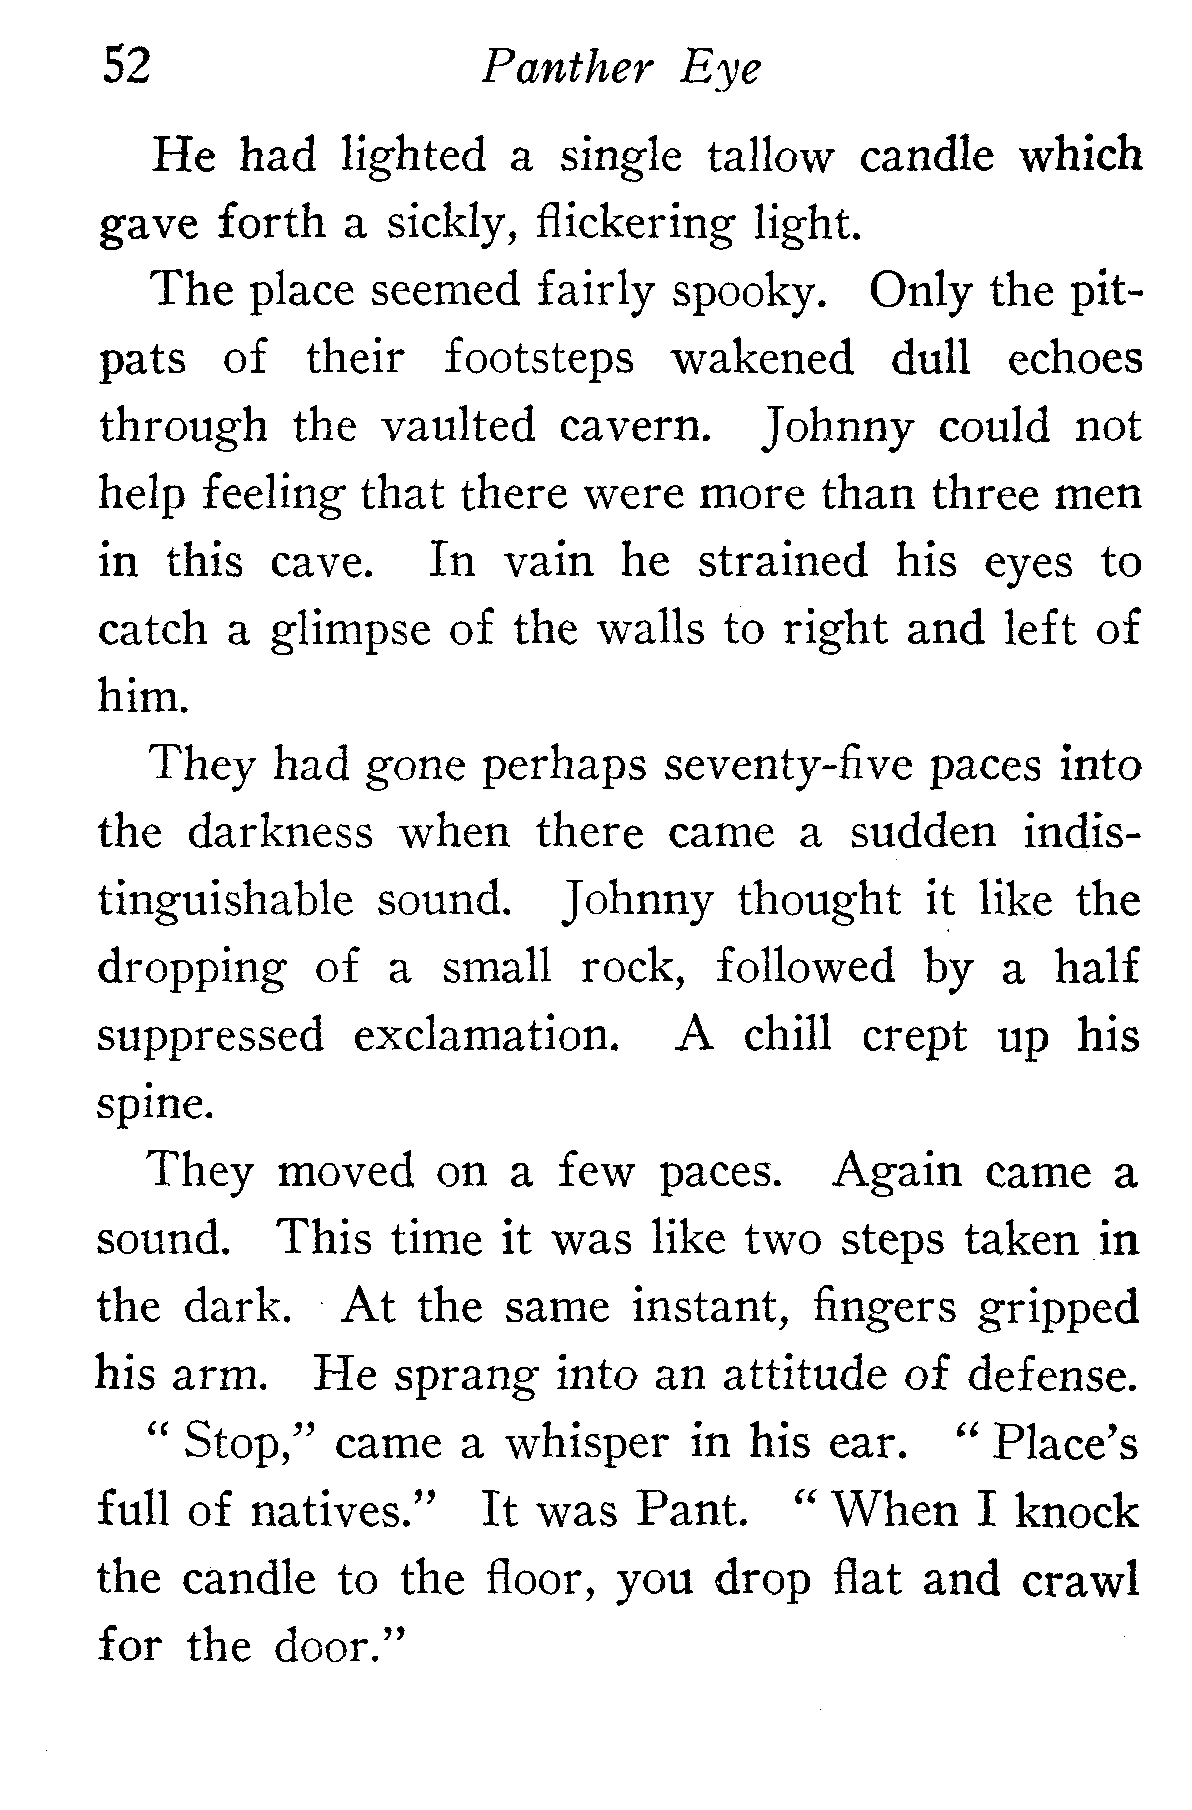 52 Panther Eye
He had lighted a single tallow candle which
gave forth a sickly, flickering light.
The place seemed fairly spooky. Only the pit-
pats of their footsteps wakened dull echoes
through the vaulted cavern. Johnny could not
help feeling that there were more than three men
in this cave. In vain he strained his eyes to
catch a glimpse of the walls to right and left of
him.
They had gone perhaps seventy-five paces into
the darkness when there came a sudden indis-
tinguishable sound. Johnny thought it like the
dropping of a small rock, followed by a half
suppressed exclamation. A chill crept up his
spine.
They moved on a few paces. Again came a
sound. This time it was like two steps taken in
the dark. At the same instant, fingers gripped
his arm. He sprang into an attitude of defense.
“ Stop,” came a whisper in his ear. “ Place’s
full of natives.” It was Pant. “ When I knock
the candle to the floor, you drop flat and crawl
for the door.”